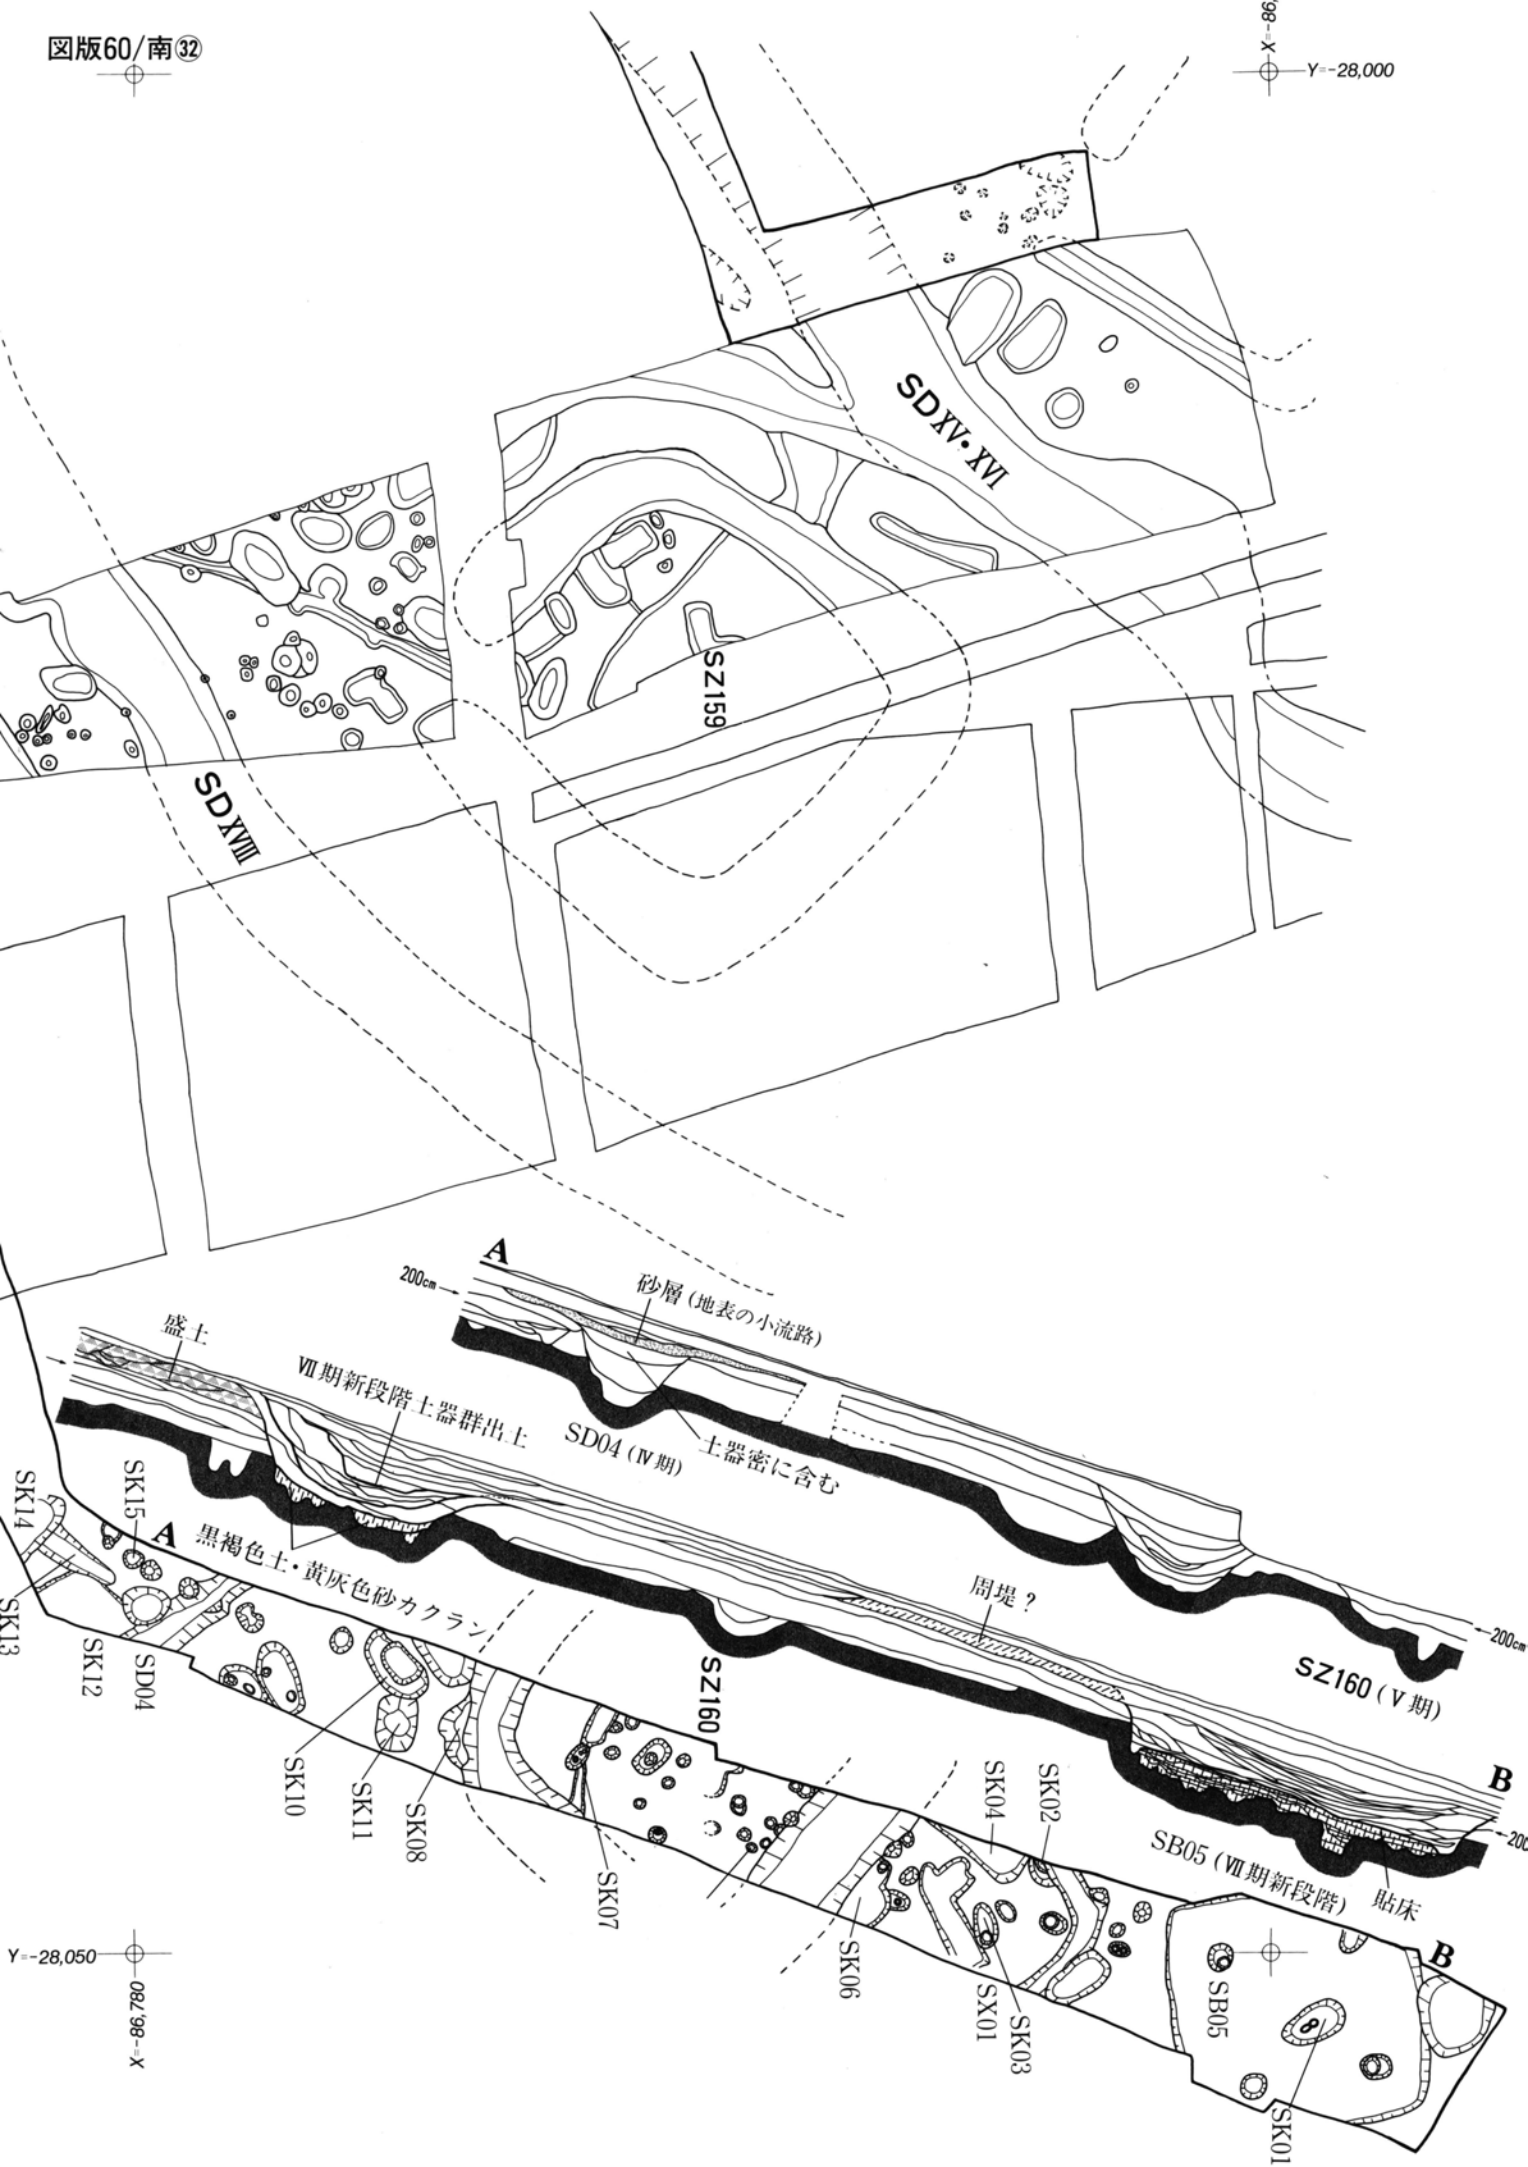 図版60/南㉜
X=-86,
Y=-28,000
SDXV・XVI
SZ159
SDXVIII
A
200cm
砂層(地表の小流路)
盛土
Ⅶ期新段階土器群出土
SD04(Ⅳ期)
土器密に含む
黒褐色土・黄灰色砂カクラン
周堤?
200cm
SZ160(Ⅴ期)
B
200
SB05(Ⅶ期新段階)
貼床
SK14
SK15
A
SK13
SK12
SD04
SK10
SK11
SK08
SZ160
SK07
SK04
SK02
SK06
SX01
SK03
B
SB05
SK01
Y=-28,050
X=-86,780